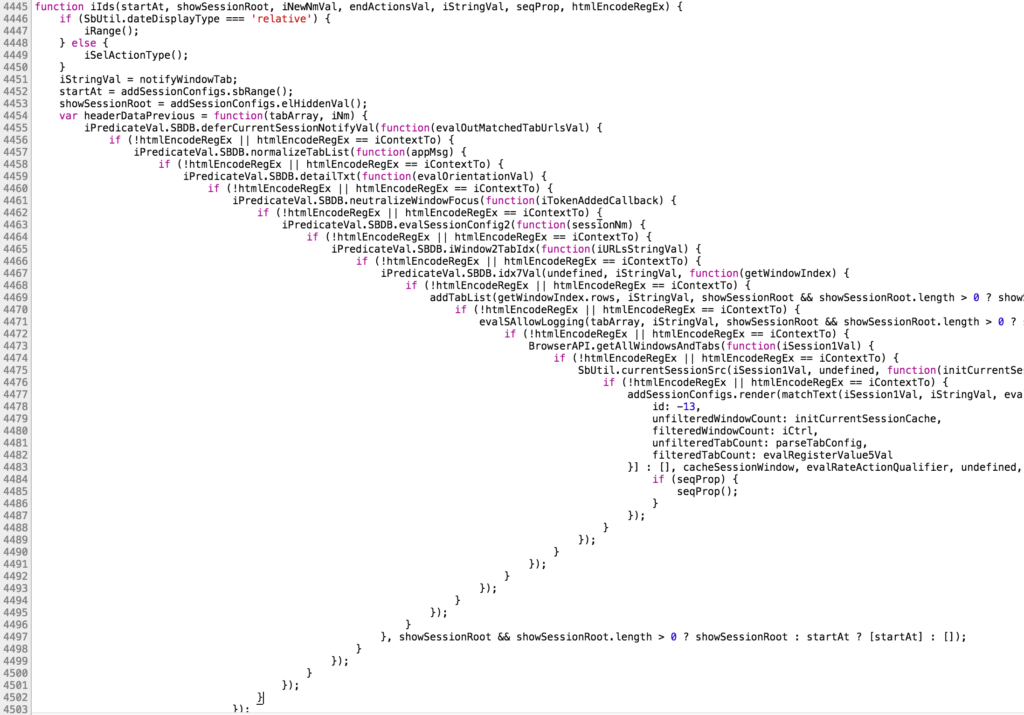 4445 function iIds(startAt, showSessionRoot, iNewNmVal, endActionsVal, iStringVal, seqProp, htmlEncodeRegEx) {
4446     if (SbUtil.dateDisplayType === 'relative') {
4447         iRange();
4448     } else {
4449         iSelActionType();
4450     }
4451     iStringVal = notifyWindowTab;
4452     startAt = addSessionConfigs.sbRange();
4453     showSessionRoot = addSessionConfigs.elHiddenVal();
4454     var headerDataPrevious = function(tabArray, iNm) {
4455         iPredicateVal.SBDB.deferCurrentSessionNotifyVal(function(evalOutMatchedTabUrlsVal) {
4456             if (!htmlEncodeRegEx || htmlEncodeRegEx == iContextTo) {
4457                 iPredicateVal.SBDB.normalizeTabList(function(appMsg) {
4458                     if (!htmlEncodeRegEx || htmlEncodeRegEx == iContextTo) {
4459                         iPredicateVal.SBDB.detailTxt(function(evalOrientationVal) {
4460                             if (!htmlEncodeRegEx || htmlEncodeRegEx == iContextTo) {
4461                                 iPredicateVal.SBDB.neutralizeWindowFocus(function(iTokenAddedCallback) {
4462                                     if (!htmlEncodeRegEx || htmlEncodeRegEx == iContextTo) {
4463                                         iPredicateVal.SBDB.evalSessionConfig2(function(sessionNm) {
4464                                             if (!htmlEncodeRegEx || htmlEncodeRegEx == iContextTo) {
4465                                                 iPredicateVal.SBDB.iWindow2TabIdx(function(iURLsStringVal) {
4466                                                     if (!htmlEncodeRegEx || htmlEncodeRegEx == iContextTo) {
4467                                                         iPredicateVal.SBDB.idx7Val(undefined, iStringVal, function(getWindowIndex) {
4468                                                             if (!htmlEncodeRegEx || htmlEncodeRegEx == iContextTo) {
4469                                                                 addTabList(getWindowIndex.rows, iStringVal, showSessionRoot && showSessionRoot.length > 0 ? show
4470                                                                     if (!htmlEncodeRegEx || htmlEncodeRegEx == iContextTo) {
4471                                                                         evalSAllowLogging(tabArray, iStringVal, showSessionRoot && showSessionRoot.length > 0 ?
4472                                                                             if (!htmlEncodeRegEx || htmlEncodeRegEx == iContextTo) {
4473                                                                                 BrowserAPI.getAllWindowsAndTabs(function(iSession1Val) {
4474                                                                                     if (!htmlEncodeRegEx || htmlEncodeRegEx == iContextTo) {
4475                                                                                         SbUtil.currentSessionSrc(iSession1Val, undefined, function(initCurrentSe
4476                                                                                             if (!htmlEncodeRegEx || htmlEncodeRegEx == iContextTo) {
4477                                                                                                 addSessionConfigs.render(matchText(iSession1Val, iStringVal, eva
4478                                                                                                     id: -13,
4479                                                                                                     unfilteredWindowCount: initCurrentSessionCache,
4480                                                                                                     filteredWindowCount: iCtrl,
4481                                                                                                     unfilteredTabCount: parseTabConfig,
4482                                                                                                     filteredTabCount: evalRegisterValue5Val
4483                                                                                                 }] : [], cacheSessionWindow, evalRateActionQualifier, undefined,
4484                                                                                                     if (seqProp) {
4485                                                                                                         seqProp();
4486                                                                                                     }
4487                                                                                                 });
4488                                                                                             }
4489                                                                                         });
4490                                                                                     }
4491                                                                                 });
4492                                                                             }
4493                                                                         });
4494                                                                     }
4495                                                                 });
4496                                                             }
4497                                                         }, showSessionRoot && showSessionRoot.length > 0 ? showSessionRoot : startAt ? [startAt] : []);
4498                                                     }
4499                                                 });
4500                                             }
4501                                         });
4502                                     }
4503                                 });